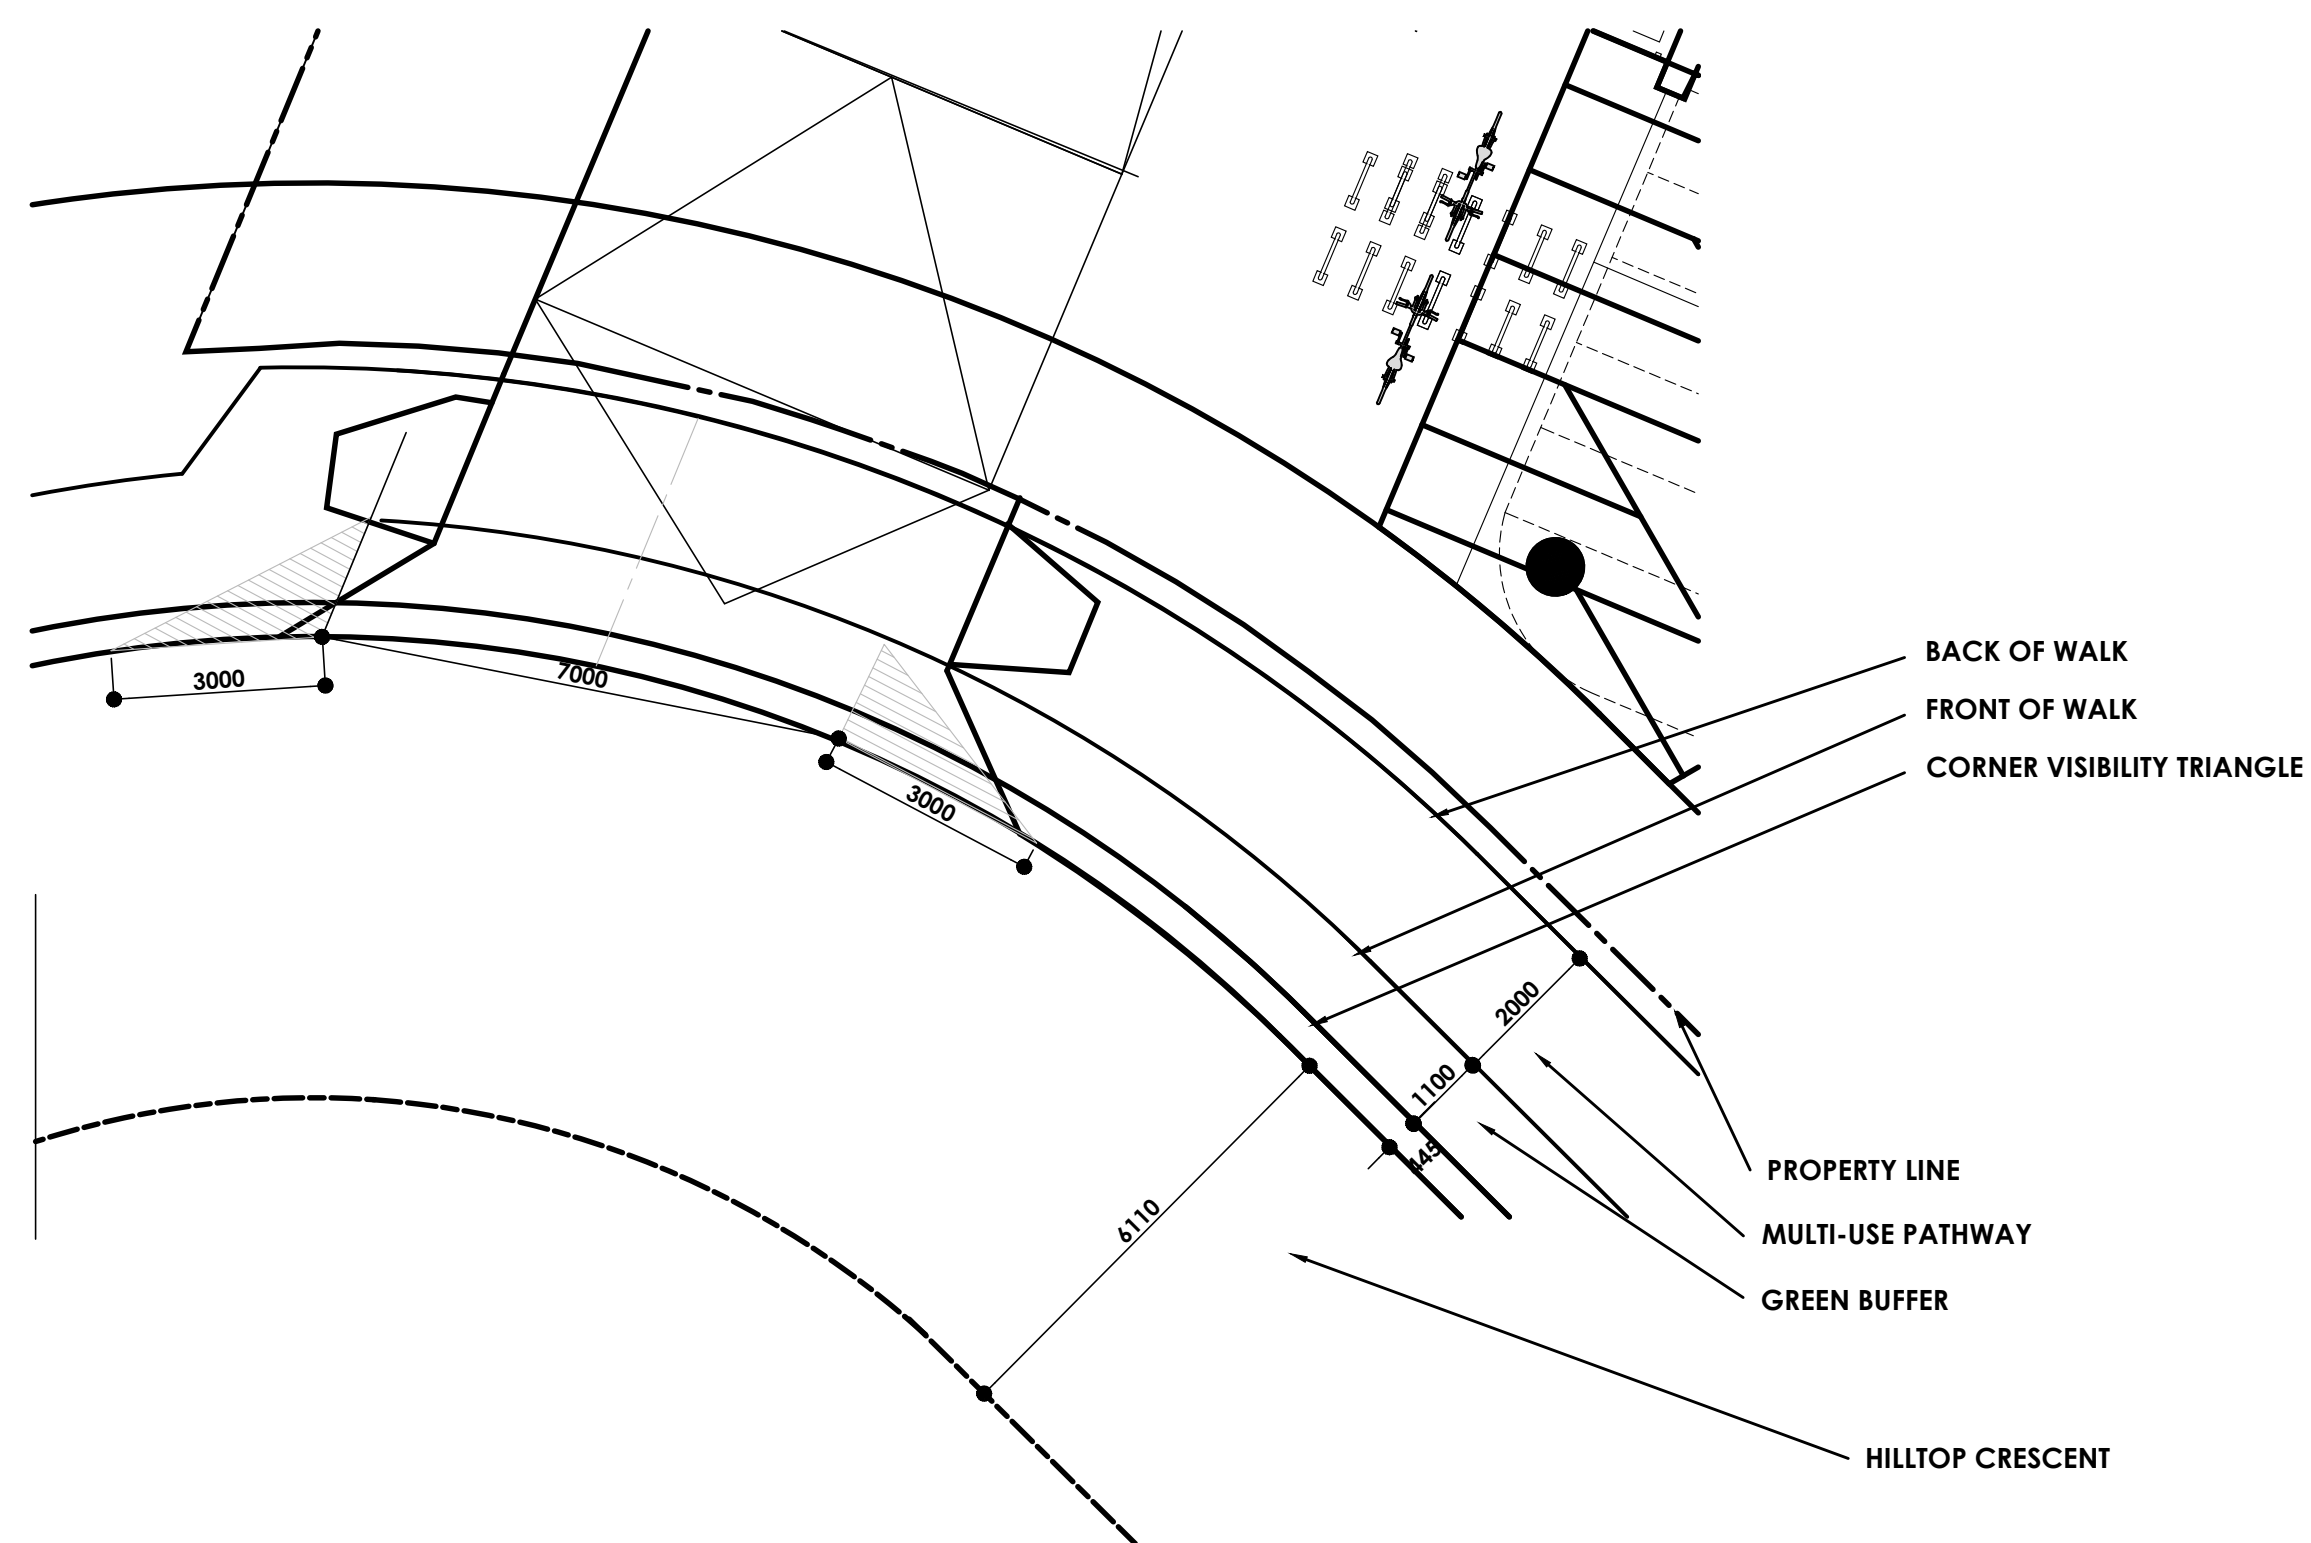 BACK OF WALK
3000
7000
FRONT OF WALK
CORNER VISIBILITY TRIANGLE
3000
2000
1100
445
PROPERTY LINE
6110
MULTI-USE PATHWAY
GREEN BUFFER
HILLTOP CRESCENT